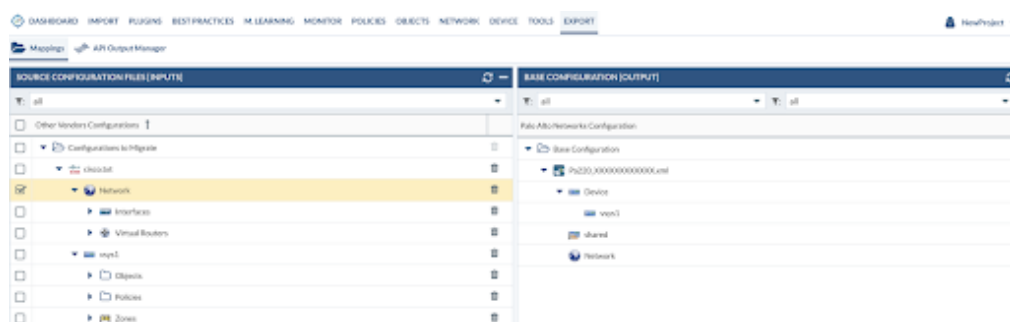 DASHBOARD IMPORT PLUGINS BEST PRACTICES M.LEARNING MONITOR POLICIES OBJECTS NETWORK DEVICE TOOLS EXPORT NewProject
Mappings API Output Manager
SOURCE CONFIGURATION FILES [INPUTS]
all
Other Vendors Configurations
Configurations to Migrate
cisco.txt
Network
Interfaces
Virtual Routers
vsys1
Objects
Policies
Zones
BASE CONFIGURATION [OUTPUT]
all all
Palo Alto Networks Configuration
Base Configuration
Device
vsys1
shared
Network